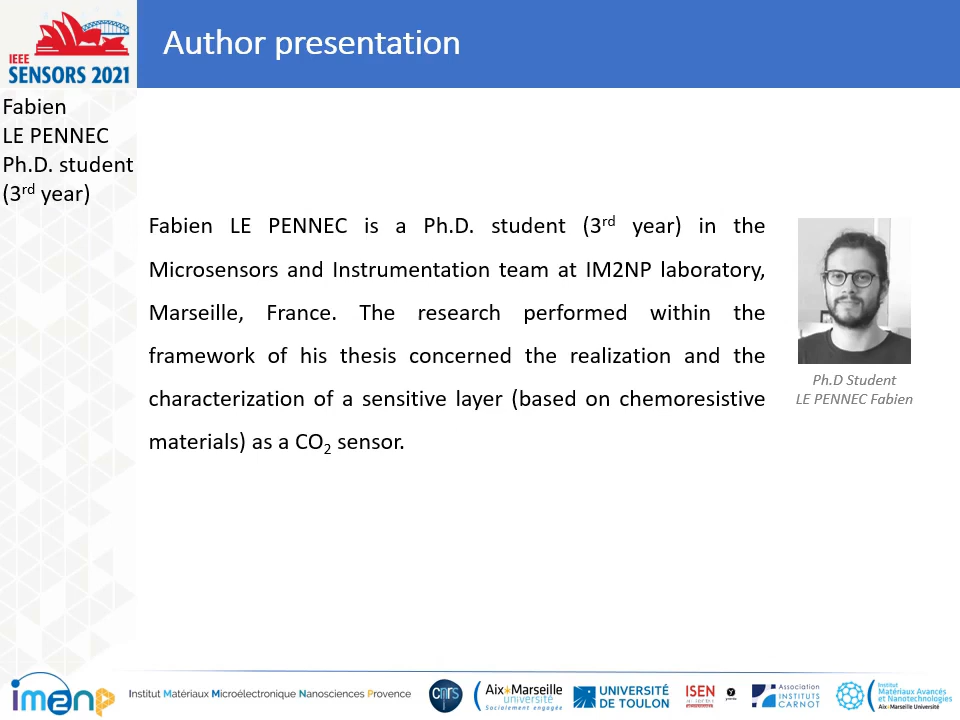 IEEE
SENSORS 2021
Author presentation
Fabien
LE PENNEC
Ph.D. student
(3rd year)
Fabien LE PENNEC is a Ph.D. student (3rd year) in the
Microsensors and Instrumentation team at IM2NP laboratory,
Marseille, France. The research performed within the
framework of his thesis concerned the realization and the
characterization of a sensitive layer (based on chemoresistive
materials) as a CO2 sensor.
Ph.D Student
LE PENNEC Fabien
im2np
Institut Matériaux Microélectronique Nanosciences Provence
cnrs
Aix*Marseille
université
Socialement engagée
UNIVERSITÉ
DE TOULON
ISEN
Association
INSTITUTS
CARNOT
Institut
Matériaux Avancés
et Nanotechnologies
Aix-Marseille Université